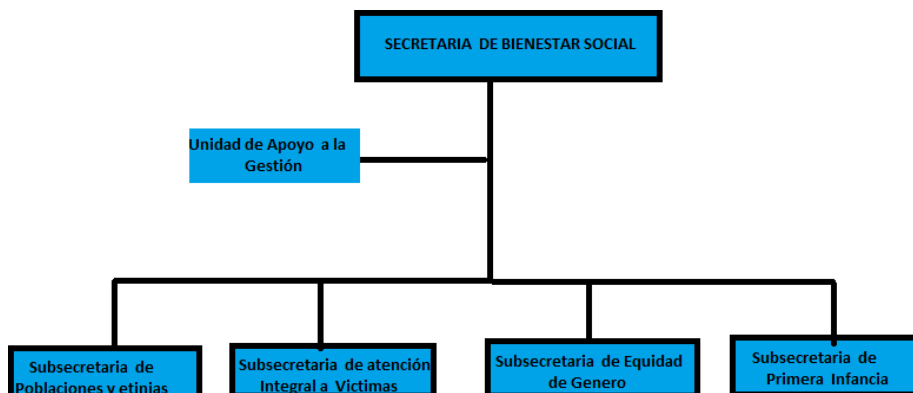 SECRETARIA DE BIENESTAR SOCIAL
Unidad de Apoyo a la
Gestión
Subsecretaria de
Poblaciones y etinias
Subsecretaria de atención
Integral a Victimas
Subsecretaria de Equidad
de Genero
Subsecretaria de
Primera Infancia